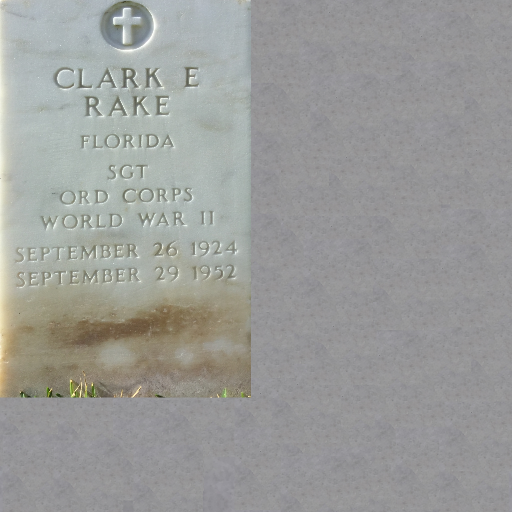 CLARK E
RAKE
FLORIDA
SGT
ORD CORPS
WORLD WAR II
SEPTEMBER 26 1924
SEPTEMBER 29 1952